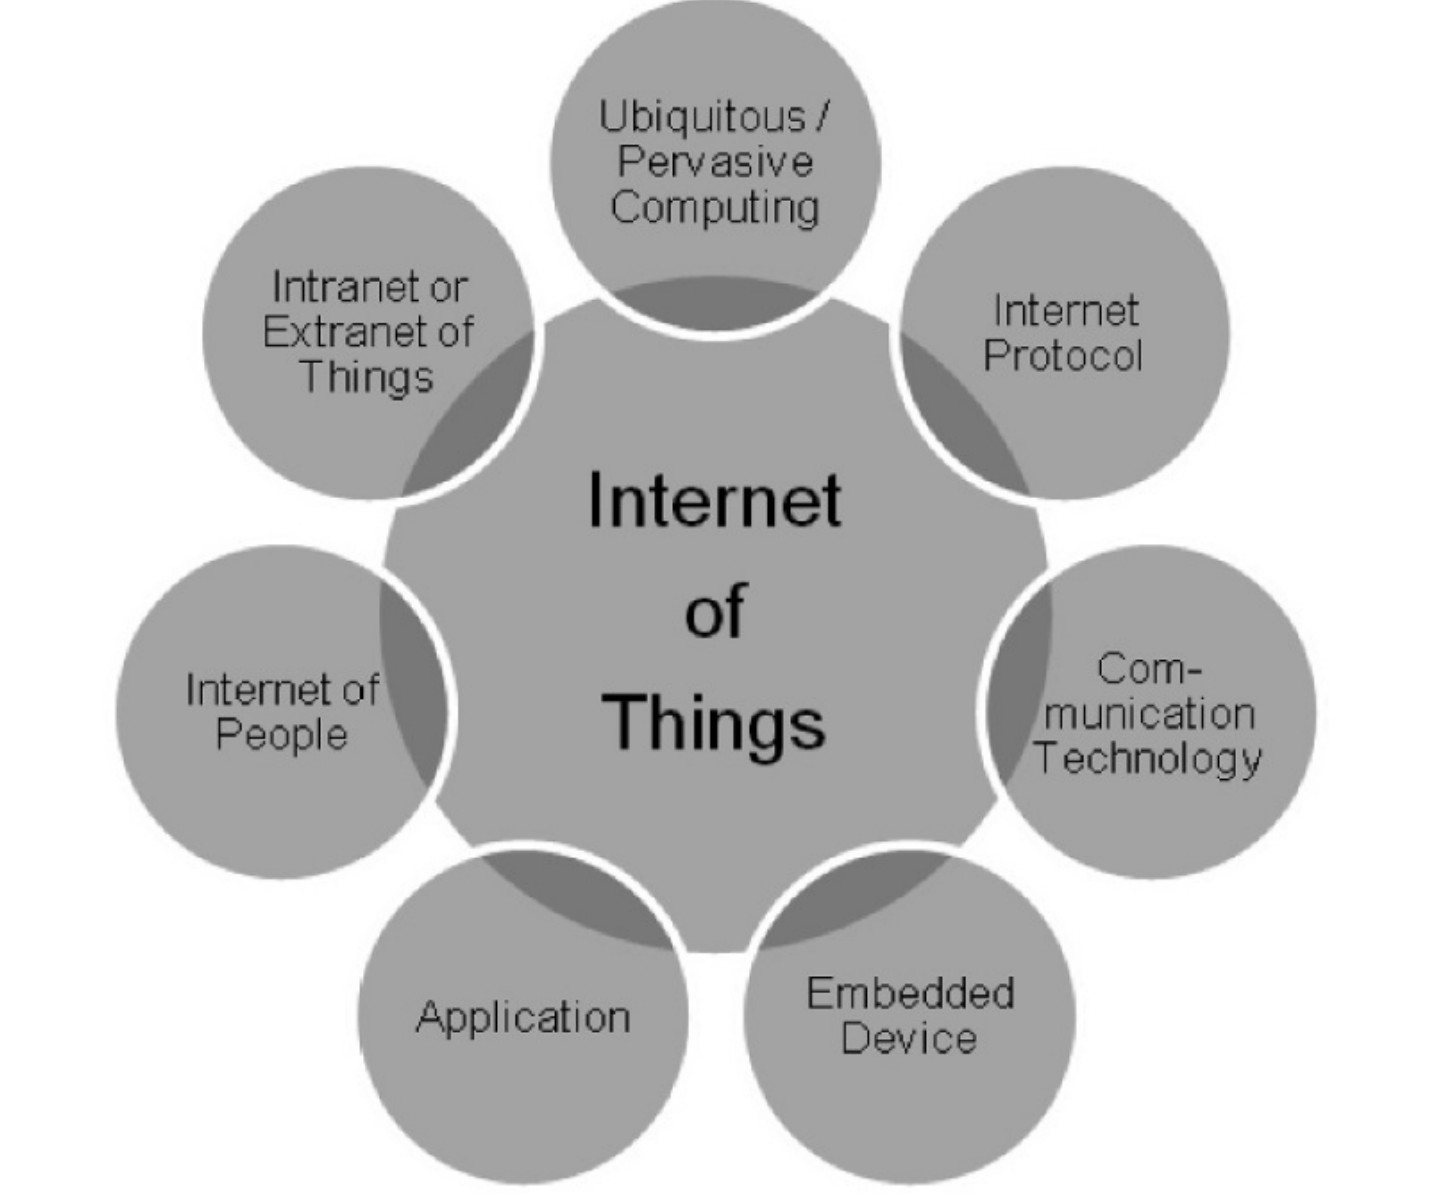 Ubiquitous /
Pervasive
Computing
Intranet or
Extranet of
Things
Internet
Protocol
Internet
of
Things
Internet of
People
Com-
munication
Technology
Application
Embedded
Device